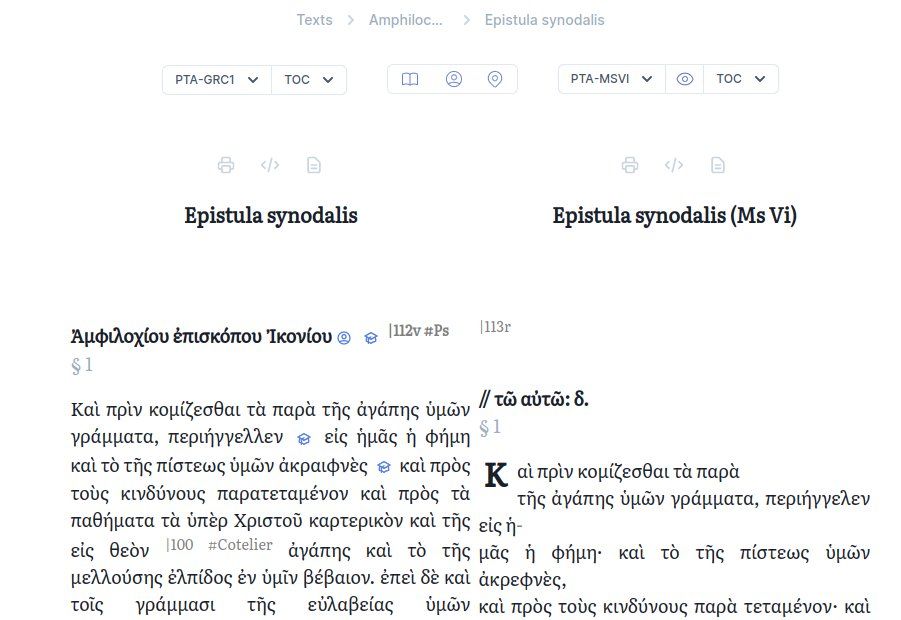 Texts > Amphiloc... > Epistula synodalis
PTA-GRC1 TOC
PTA-MSVI TOC
Epistula synodalis
Ἀμφιλοχίου ἐπισκόπου Ἰκονίου |112v #Ps
§ 1
Καὶ πρὶν κομίζεσθαι τὰ παρὰ τῆς ἀγάπης ὑμῶν
γράμματα, περιήγγελλεν εἰς ἡμᾶς ἡ φήμη
καὶ τὸ τῆς πίστεως ὑμῶν ἀκραιφνὲς καὶ πρὸς
τοὺς κινδύνους παρατεταμένον καὶ πρὸς τὰ
παθήματα τὰ ὑπὲρ Χριστοῦ καρτερικὸν καὶ τῆς
εἰς θεὸν |100 #Cotelier ἀγάπης καὶ τὸ τῆς
μελλούσης ἐλπίδος ἐν ὑμῖν βέβαιον. ἐπεὶ δὲ καὶ
τοῖς γράμμασι τῆς εὐλαβείας ὑμῶν
Epistula synodalis (Ms Vi)
|113r
// τῶ αὐτῶ: δ.
§ 1
Καὶ πρὶν κομίζεσθαι τὰ παρὰ
τῆς ἀγάπης ὑμῶν γράμματα, περιήγγελεν
εἰς ἡ-
μᾶς ἡ φήμη· καὶ τὸ τῆς πίστεως ὑμῶν
ἀκρεφνὲς,
καὶ πρὸς τοὺς κινδύνους παρὰ τεταμένον· καὶ